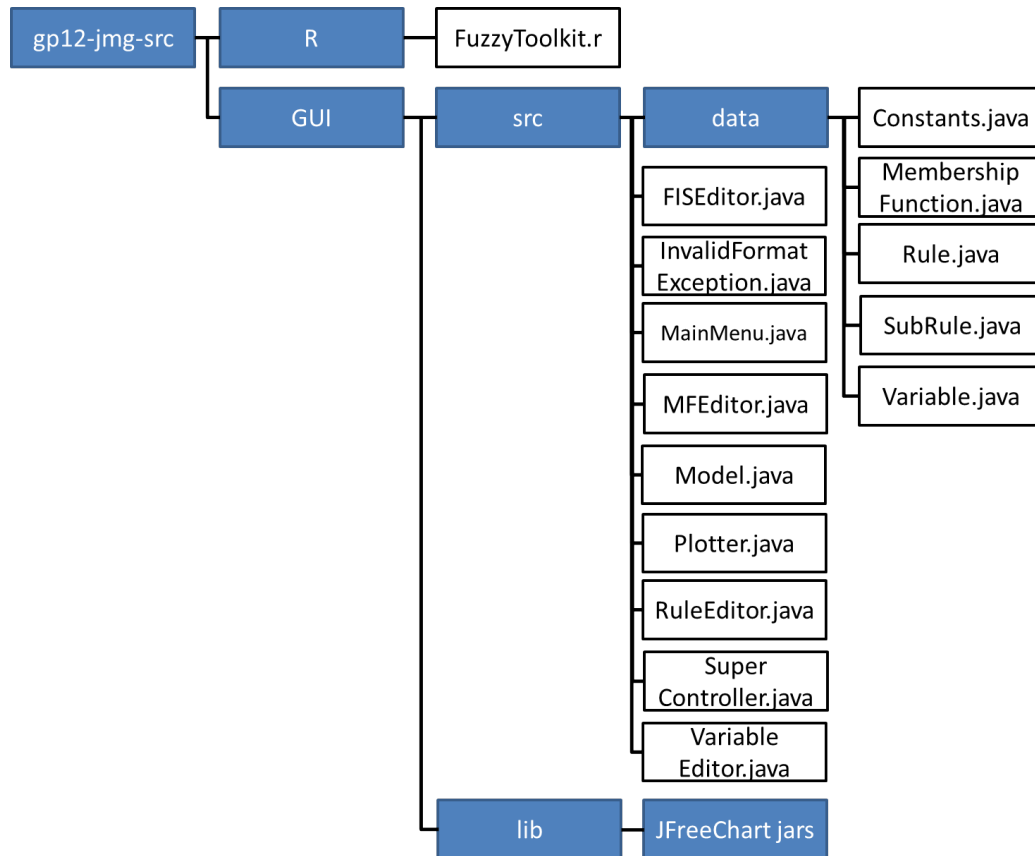 gp12-jmg-src
R
FuzzyToolkit.r
GUI
src
data
Constants.java
Membership
Function.java
FISEditor.java
Rule.java
InvalidFormat
Exception.java
SubRule.java
MainMenu.java
Variable.java
MFEditor.java
Model.java
Plotter.java
RuleEditor.java
Super
Controller.java
Variable
Editor.java
lib
JFreeChart jars